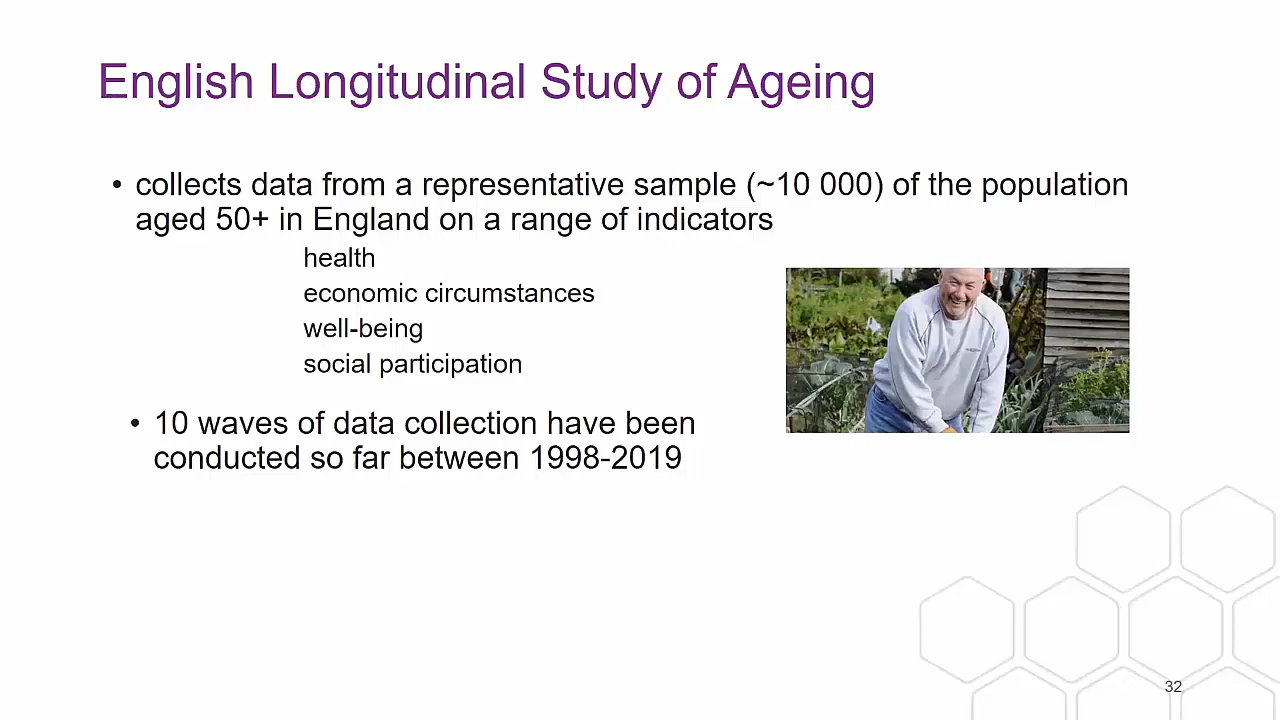 English Longitudinal Study of Ageing
• collects data from a representative sample (~10 000) of the population
aged 50+ in England on a range of indicators
health
economic circumstances
well-being
social participation
• 10 waves of data collection have been
conducted so far between 1998-2019
32